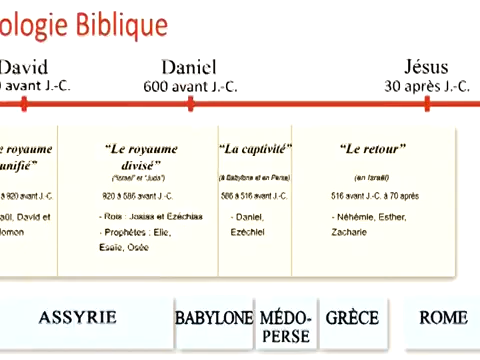 ologie Biblique
David
Daniel
Jésus
avant J.-C.
600 avant J.-C.
30 après J.-C.
e royaume
unifié”
à 920 avant J.-C.
aül, David et
lomon
“Le royaume
divisé”
("Israel" et "Juda")
920 à 586 avant J.-C.
- Rois : Josias et Ézéchias
- Prophètes : Elie,
Esaïe, Osée
“La captivité”
(à Babylone et en Perse)
586 à 516 avant J.-C.
- Daniel,
Ezéchiel
“Le retour”
(en Israël)
516 avant J.-C. à 70 après
- Néhémie, Esther,
Zacharie
ASSYRIE
BABYLONE
MÉDO-
PERSE
GRÈCE
ROME